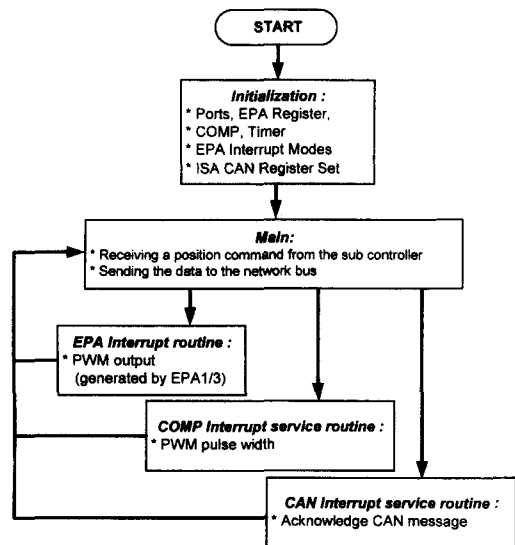 START
Initialization :
* Ports, EPA Register,
* COMP, Timer
* EPA Interrupt Modes
* ISA CAN Register Set
Main:
* Receiving a position command from the sub controller
* Sending the data to the network bus
EPA Interrupt routine :
* PWM output
(generated by EPA1/3)
COMP Interrupt service routine :
* PWM pulse width
CAN Interrupt service routine :
* Acknowledge CAN message